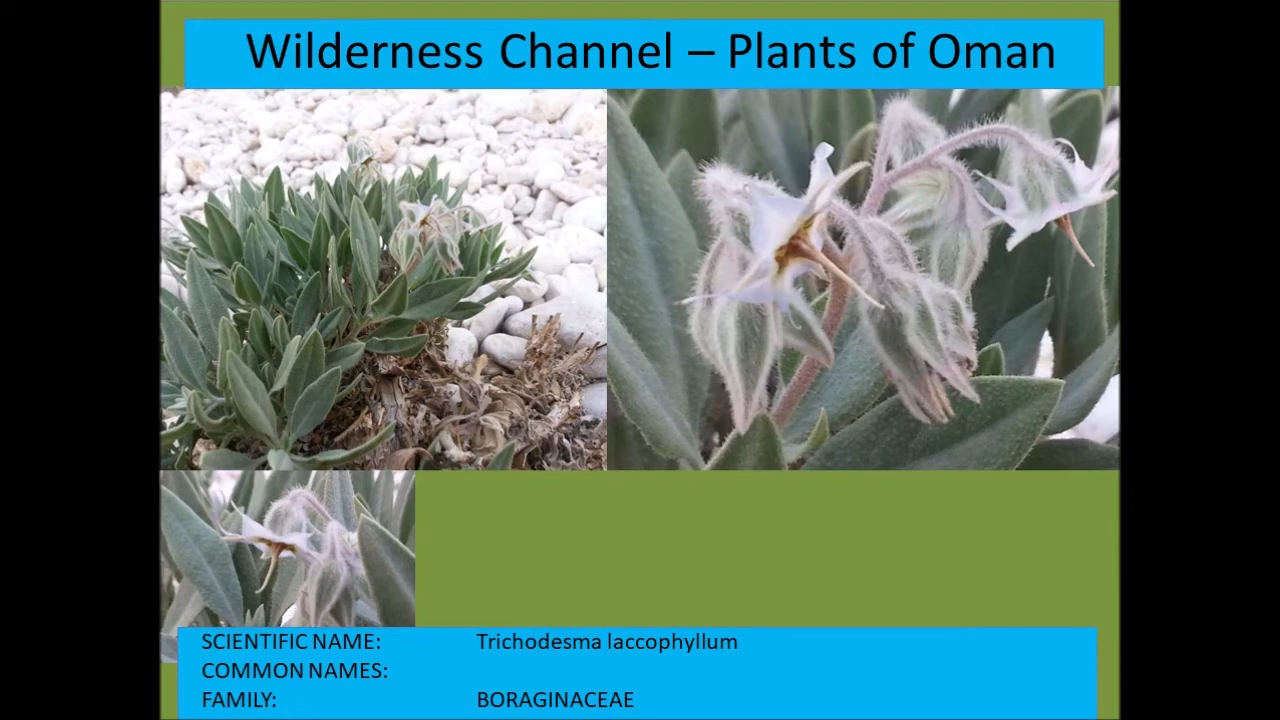 Wilderness Channel – Plants of Oman
SCIENTIFIC NAME: Trichodesma laccophyllum
COMMON NAMES:
FAMILY: BORAGINACEAE